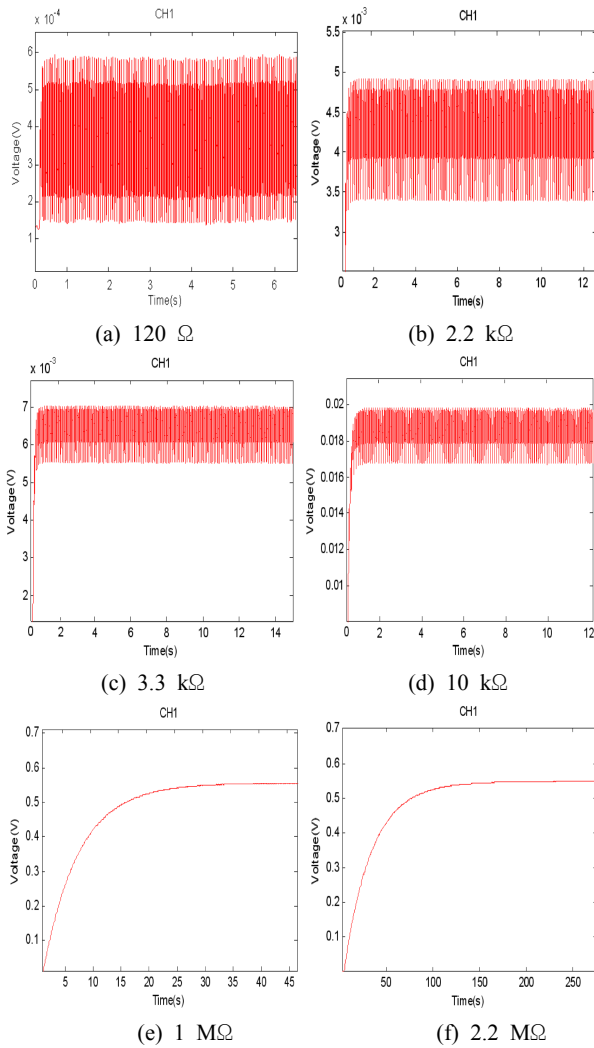 CH1
x 10⁻⁴
6
5
4
3
2
1
Voltage(V)
0 1 2 3 4 5 6
Time(s)
(a) 120 Ω
CH1
x 10⁻³
5.5
5
4.5
4
3.5
3
Voltage(V)
0 2 4 6 8 10 12
Time(s)
(b) 2.2 kΩ
CH1
x 10⁻³
7
6
5
4
3
2
Voltage(V)
0 2 4 6 8 10 12 14
Time(s)
(c) 3.3 kΩ
CH1
0.02
0.018
0.016
0.014
0.012
0.01
Voltage(V)
0 2 4 6 8 10 12
Time(s)
(d) 10 kΩ
CH1
0.7
0.6
0.5
0.4
0.3
0.2
0.1
Voltage(V)
5 10 15 20 25 30 35 40 45
Time(s)
(e) 1 MΩ
CH1
0.7
0.6
0.5
0.4
0.3
0.2
0.1
Voltage(V)
50 100 150 200 250
Time(s)
(f) 2.2 MΩ